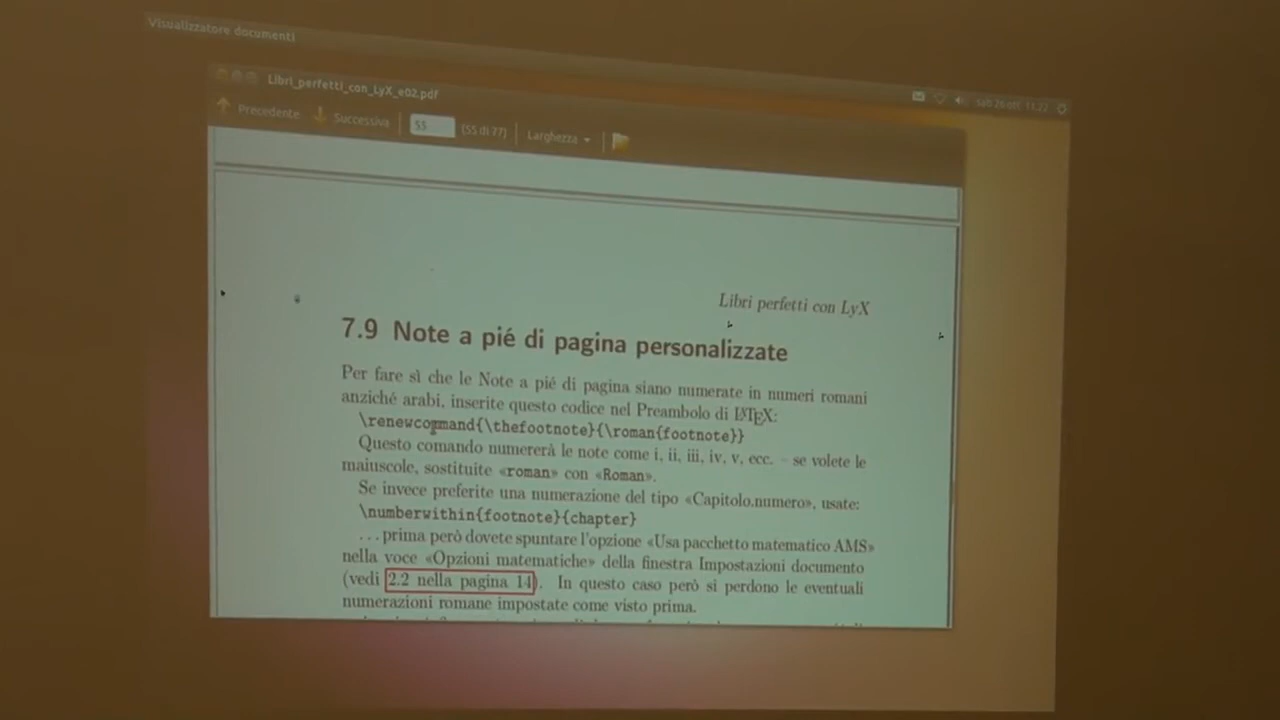 Visualizzatore documenti
sab 26 ott 11.22
Libri_perfetti_con_LyX_e02.pdf
Precedente Successiva 55 (55 di 77) Larghezza
Libri perfetti con LyX
7.9 Note a pié di pagina personalizzate
Per fare sì che le Note a pié di pagina siano numerate in numeri romani
anziché arabi, inserite questo codice nel Preambolo di LATEX:
\renewcommand{\thefootnote}{\roman{footnote}}
Questo comando numererà le note come i, ii, iii, iv, v, ecc. – se volete le
maiuscole, sostituite «roman» con «Roman».
Se invece preferite una numerazione del tipo «Capitolo.numero», usate:
\numberwithin{footnote}{chapter}
...prima però dovete spuntare l'opzione «Usa pacchetto matematico AMS»
nella voce «Opzioni matematiche» della finestra Impostazioni documento
(vedi 2.2 nella pagina 14). In questo caso però si perdono le eventuali
numerazioni romane impostate come visto prima.